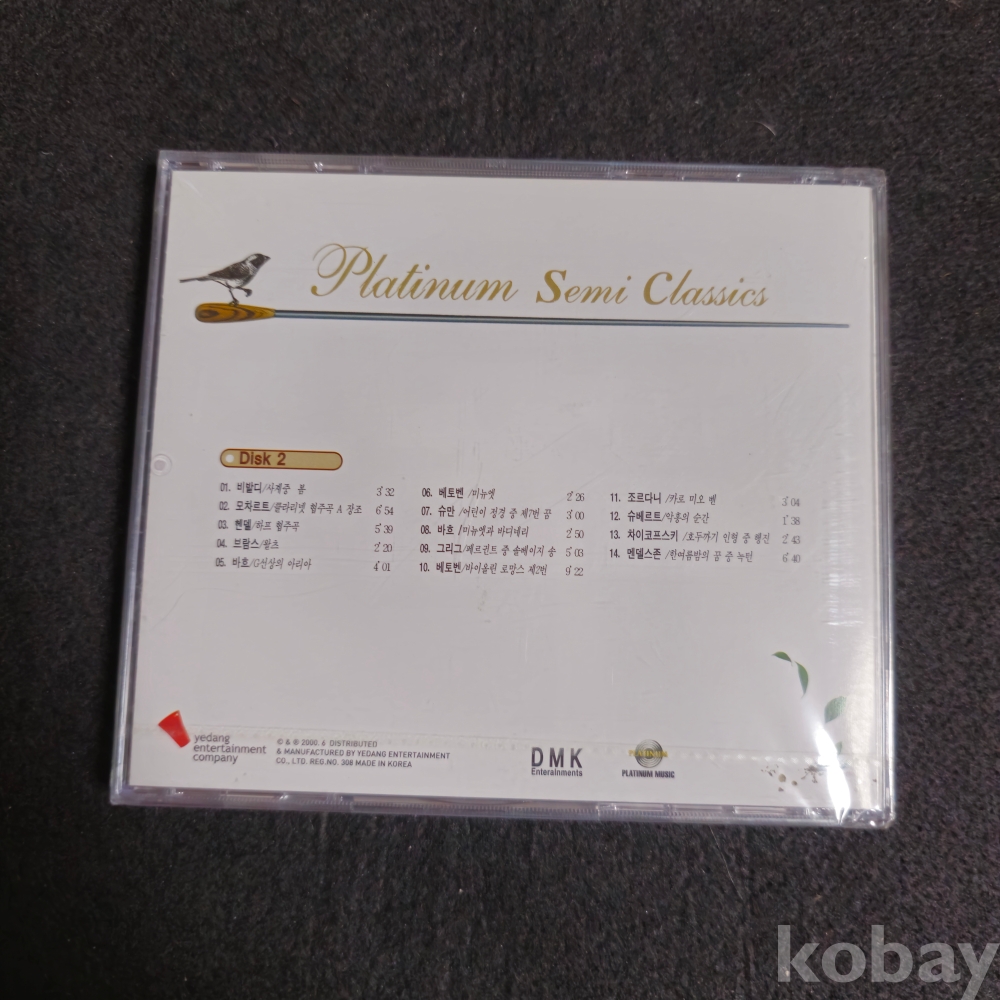 Platinum Semi Classics
Disk 2
01. 비발디/사계중 봄 3'32
02. 모차르트/클라리넷 협주곡 A 장조 6'54
03. 헨델/하프 협주곡 5'39
04. 브람스/왈츠 2'20
05. 바흐/G선상의 아리아 4'01
06. 베토벤/미뉴엣 2'26
07. 슈만/어린이 정경 중 제7번 꿈 3'00
08. 바흐/미뉴엣과 바디네리 2'50
09. 그리그/페르귄트 중 솔베이지 송 5'03
10. 베토벤/바이올린 로망스 제2번 9'22
11. 조르다니/카르 미오 벤 3'04
12. 슈베르트/악흥의 순간 1'38
13. 차이코프스키/호두까기 인형 중 행진 2'43
14. 멘델스존/한여름밤의 꿈 중 녹턴 6'40
yedang
entertainment
company
© & ℗ 2000. 6 DISTRIBUTED
& MANUFACTURED BY YEDANG ENTERTAINMENT
CO., LTD. REG.NO. 308 MADE IN KOREA
DMK
Enterainments
PLATINUM
PLATINUM MUSIC
kobay